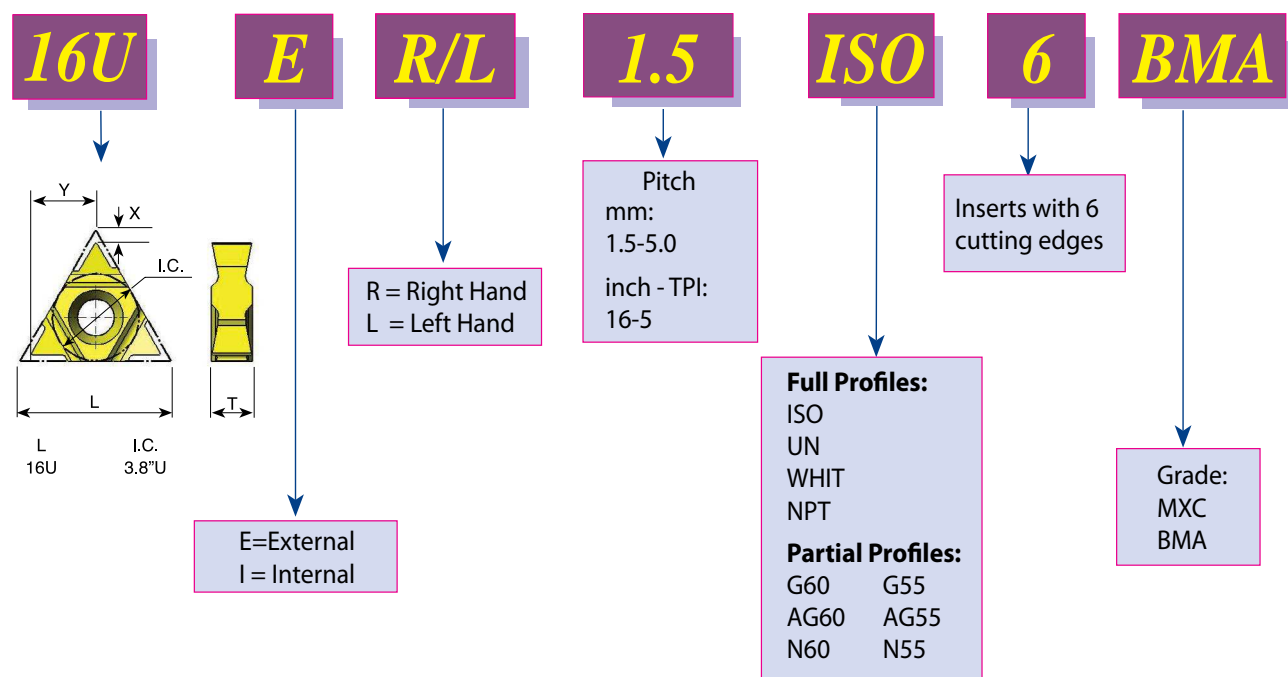 16U E R/L 1.5 ISO 6 BMA
Y
X
I.C.
L
T
L I.C.
16U 3.8”U
E=External
I = Internal
R = Right Hand
L = Left Hand
Pitch
mm:
1.5-5.0
inch - TPI:
16-5
Full Profiles:
ISO
UN
WHIT
NPT
Partial Profiles:
G60 G55
AG60 AG55
N60 N55
Inserts with 6
cutting edges
Grade:
MXC
BMA